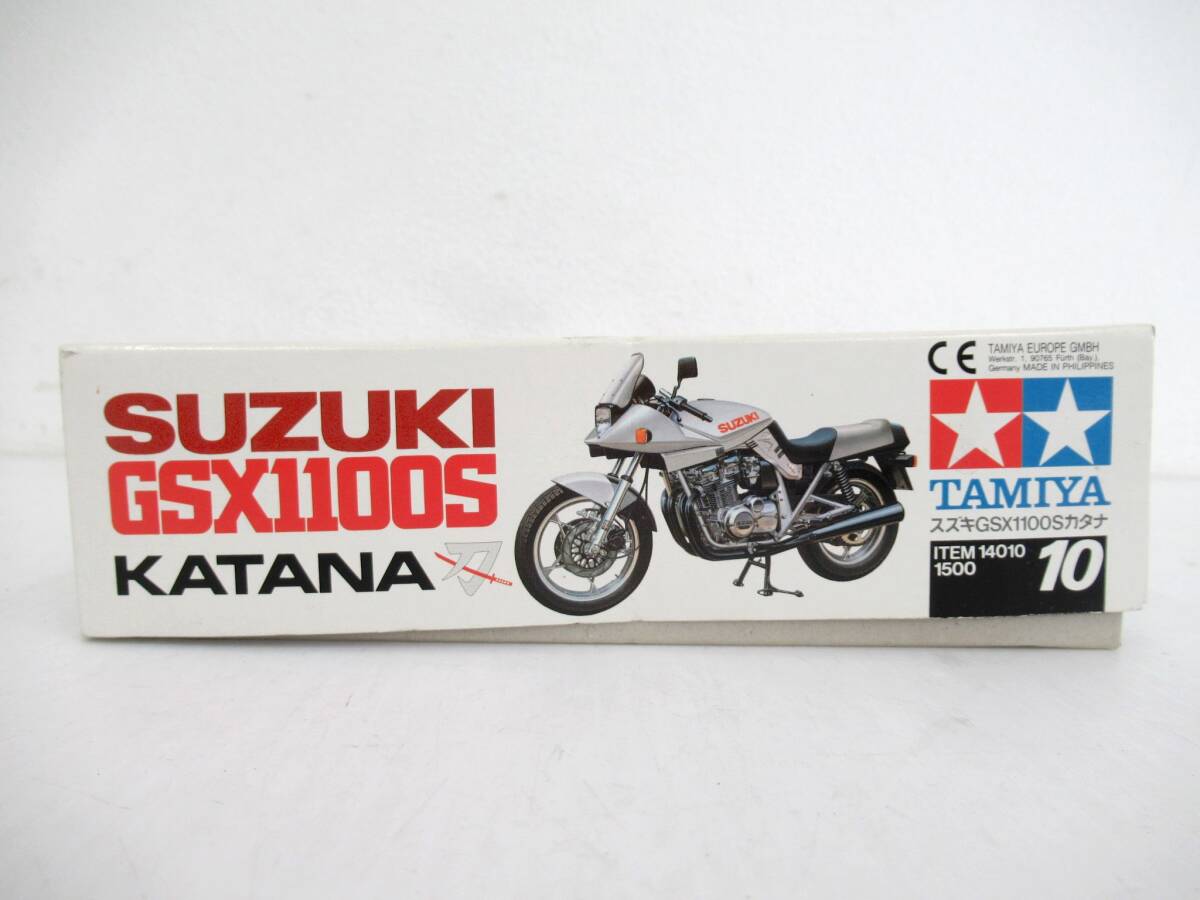 SUZUKI
GSX1100S
KATANA 刀
SUZUKI
CE TAMIYA EUROPE GMBH
Werkstr. 1, 90765 Fürth (Bay.),
Germany MADE IN PHILIPPINES
TAMIYA
スズキGSX1100Sカタナ
ITEM 14010
1500
10